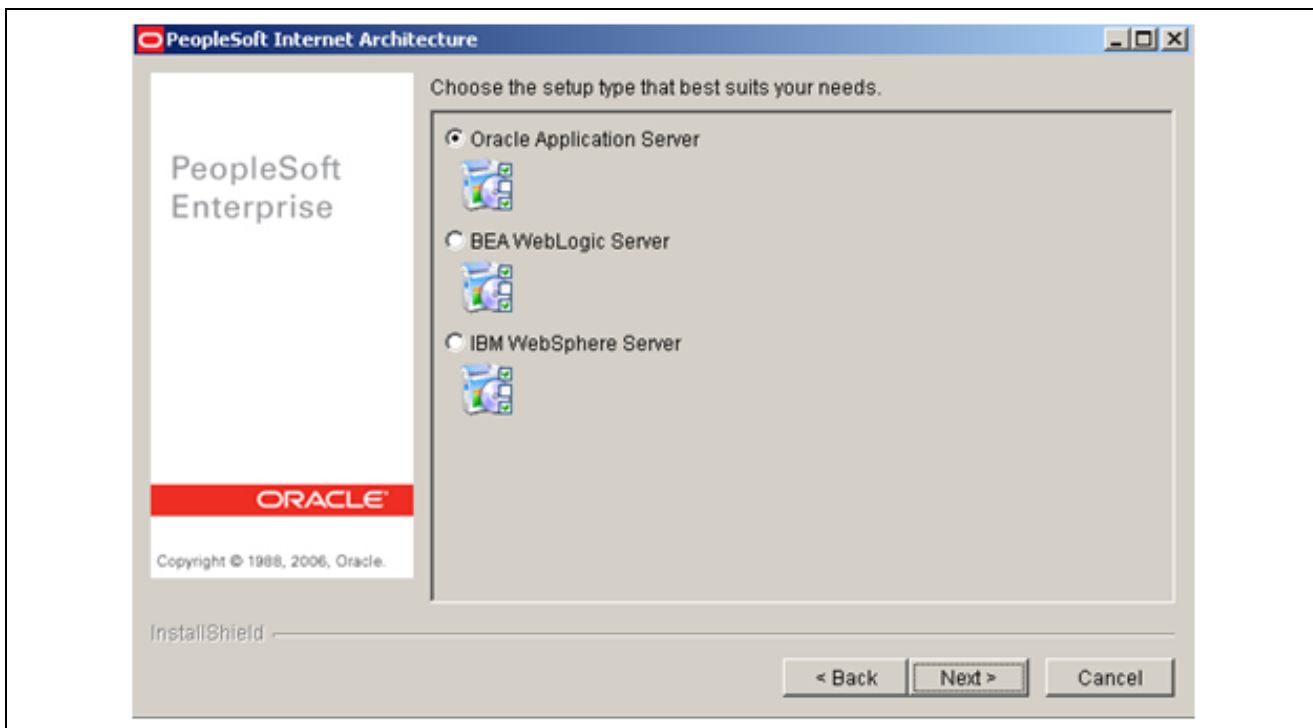 PeopleSoft Internet Architecture
PeopleSoft
Enterprise
ORACLE®
Copyright © 1988, 2006, Oracle.
Choose the setup type that best suits your needs.
Oracle Application Server
BEA WebLogic Server
IBM WebSphere Server
InstallShield
< Back
Next >
Cancel